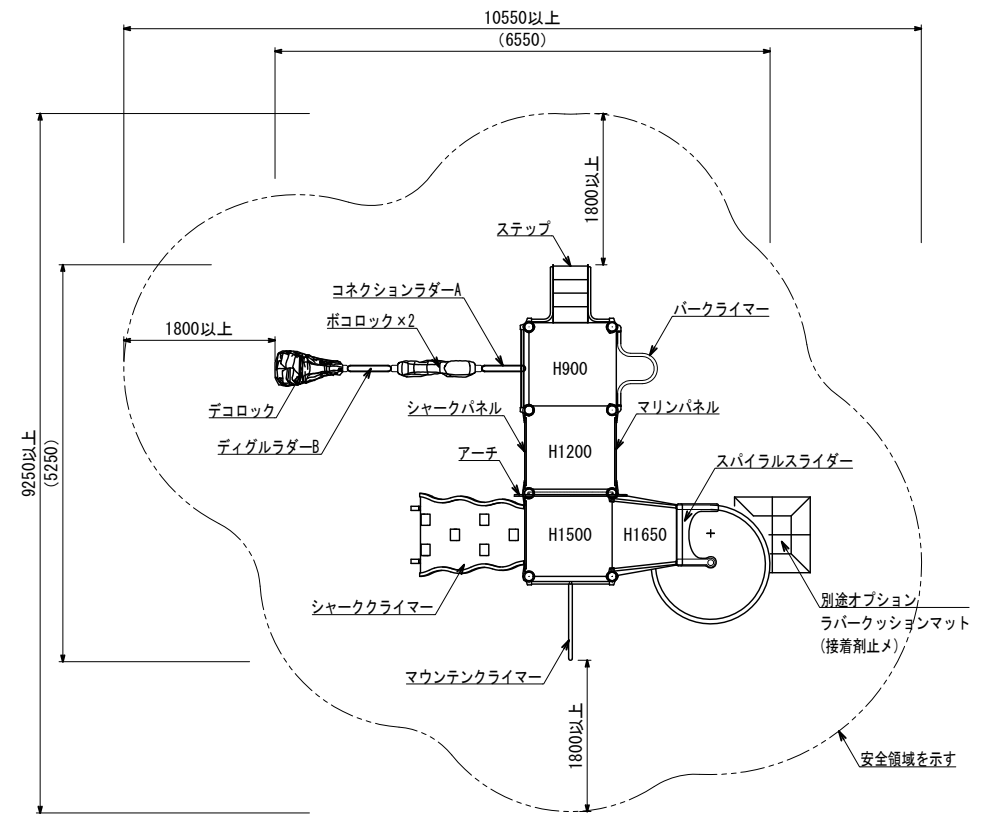 10550以上
(6550)
1800以上
ステップ
コネクションラダーA
ボコロック×2
バークライマー
1800以上
H900
デコロック
シャークパネル
マリンパネル
ディグルラダーB
9250以上
(5250)
H1200
アーチ
スパイラルスライダー
H1500
H1650
シャーククライマー
別途オプション
ラバークッションマット
(接着剤止メ)
マウンテンクライマー
1800以上
安全領域を示す